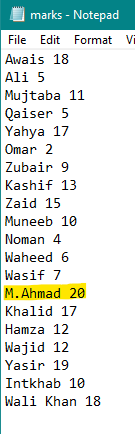 marks - Notepad
File Edit Format View
Awais 18
Ali 5
Mujtaba 11
Qaiser 5
Yahya 17
Omar 2
Zubair 9
Kashif 13
Zaid 15
Muneeb 10
Noman 4
Waheed 6
Wasif 7
M.Ahmad 20
Khalid 17
Hamza 12
Wajid 12
Yasir 19
Intkhab 10
Wali Khan 18